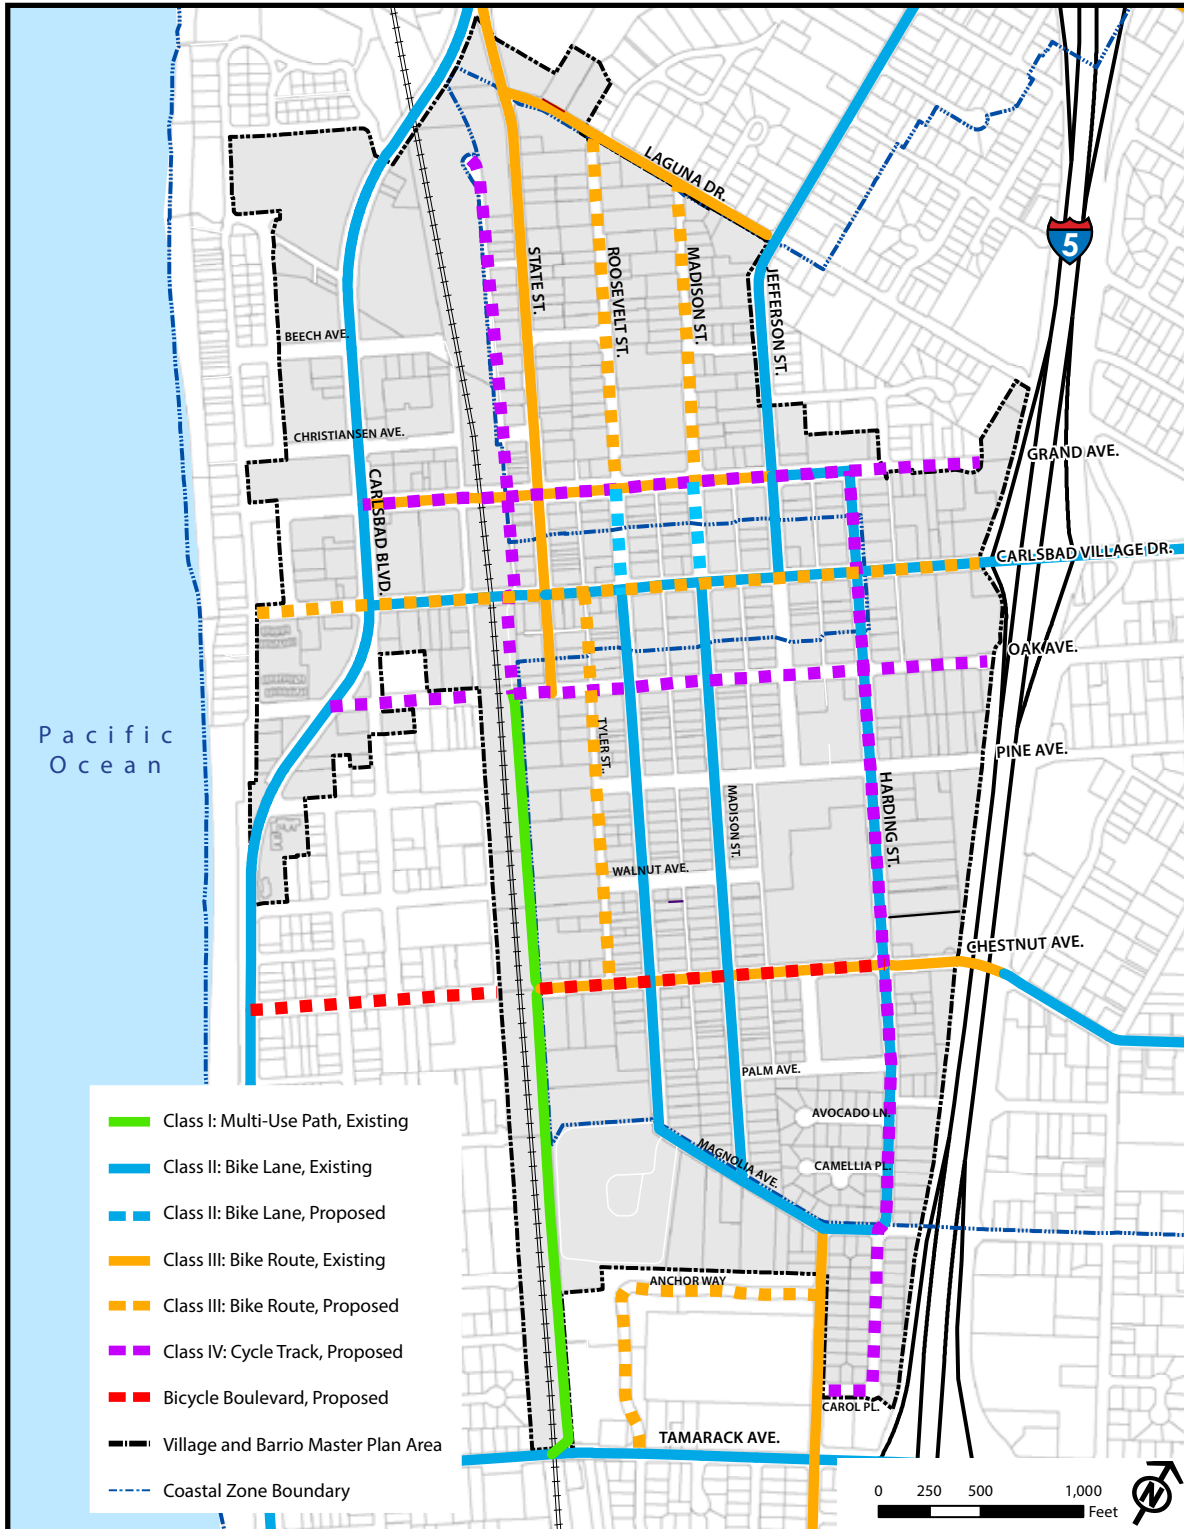 LAGUNA DR.
5
STATE ST.
ROOSEVELT ST.
MADISON ST.
JEFFERSON ST.
BEECH AVE.
CHRISTIANSEN AVE.
GRAND AVE.
CARLSBAD BLVD.
CARLSBAD VILLAGE DR.
OAK AVE.
Pacific
Ocean
TYLER ST..
PINE AVE.
MADISON ST.
HARDING ST.
WALNUT AVE.
CHESTNUT AVE.
PALM AVE.
AVOCADO LN.
MAGNOLIA AVE.
CAMELLIA PL.
ANCHOR WAY
CAROL PL.
TAMARACK AVE.
Class I: Multi-Use Path, Existing
Class II: Bike Lane, Existing
Class II: Bike Lane, Proposed
Class III: Bike Route, Existing
Class III: Bike Route, Proposed
Class IV: Cycle Track, Proposed
Bicycle Boulevard, Proposed
Village and Barrio Master Plan Area
Coastal Zone Boundary
0 250 500 1,000
Feet
N